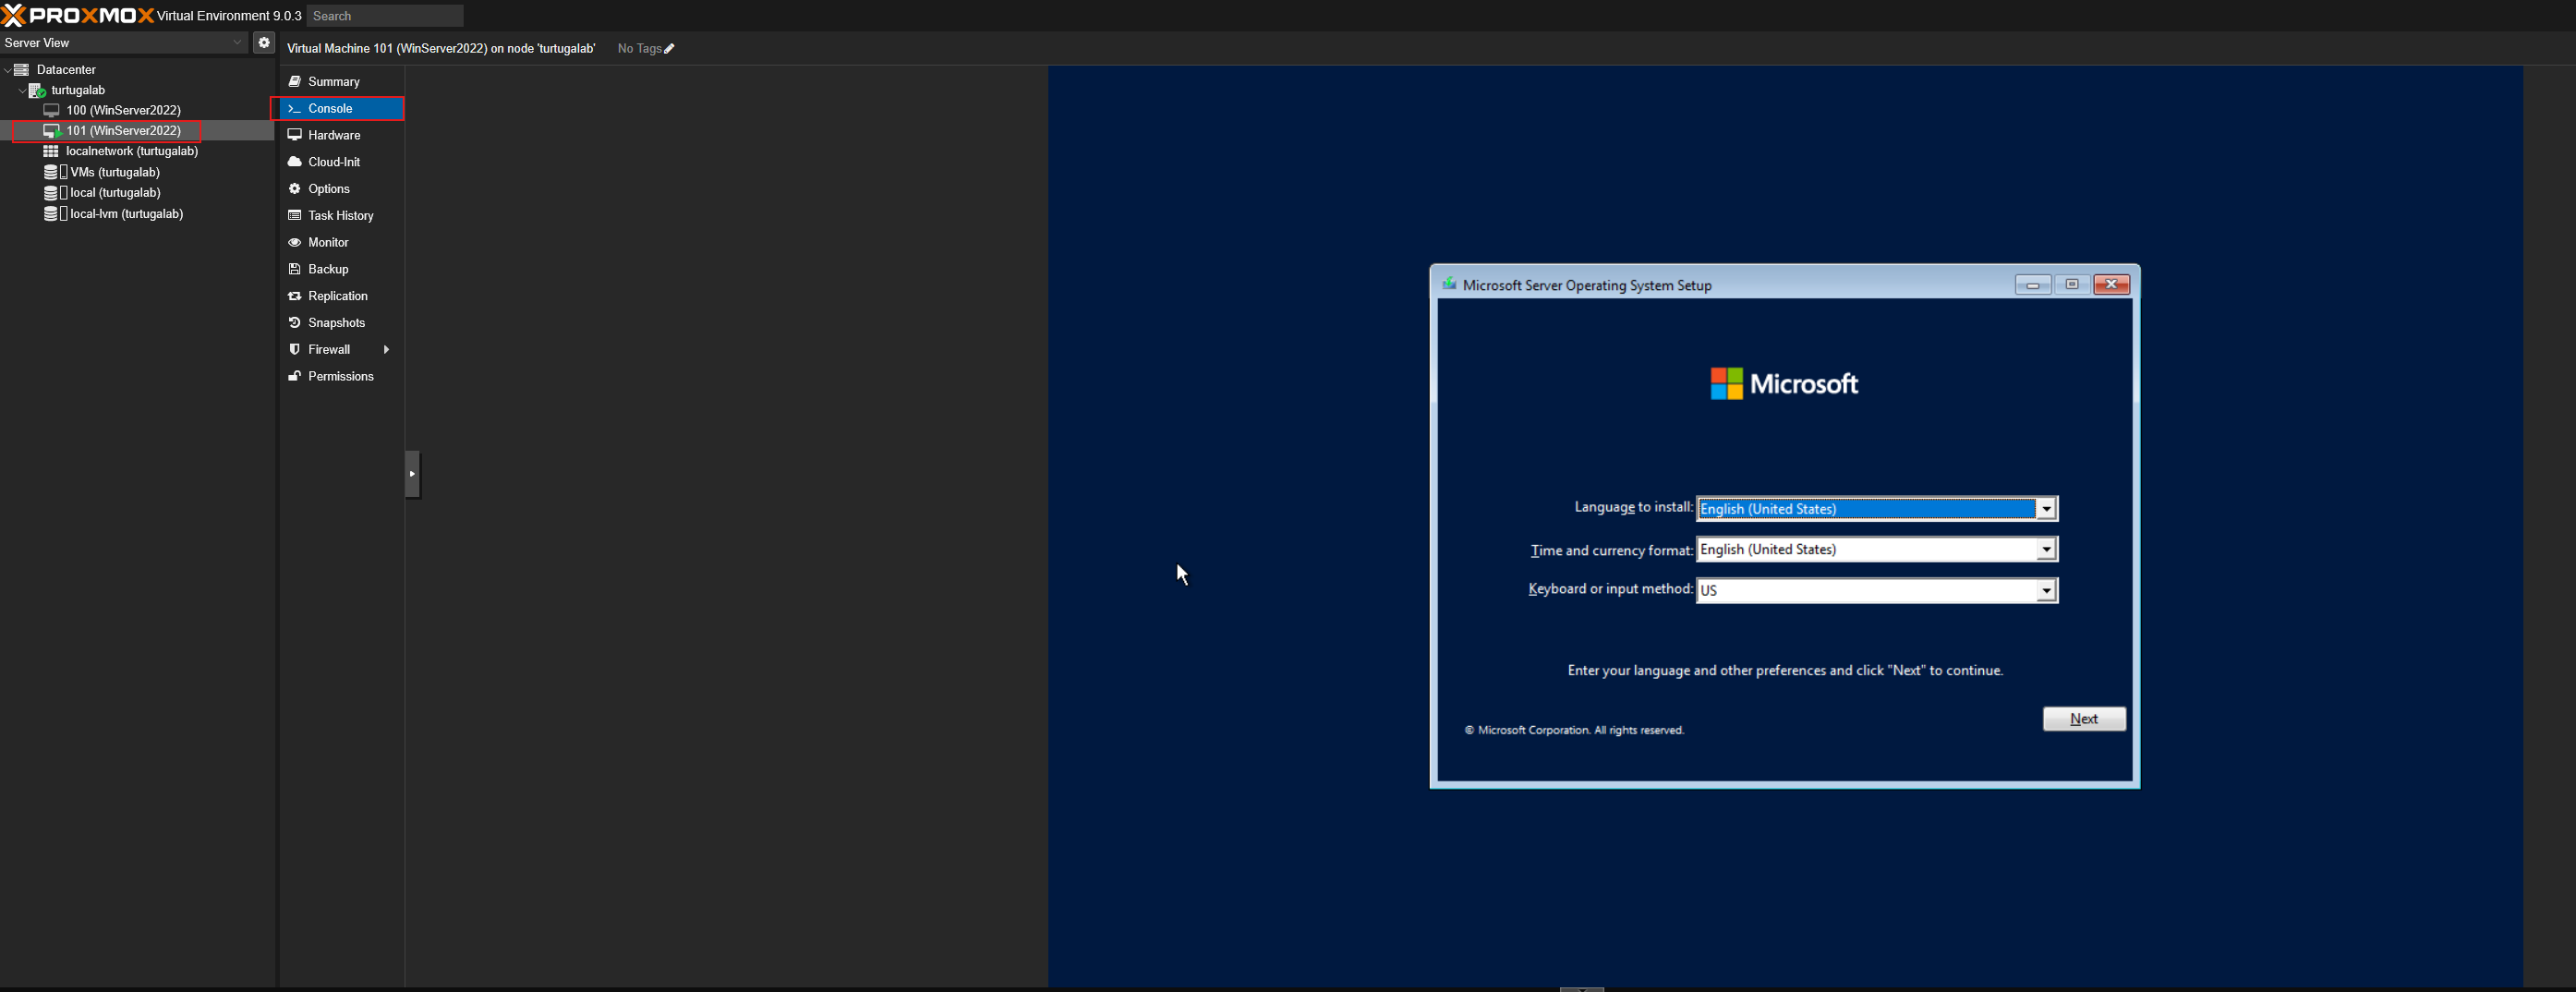 PROXMOX Virtual Environment 9.0.3 Search
Server View
Virtual Machine 101 (WinServer2022) on node 'turtugalab' No Tags
Datacenter
turtugalab
100 (WinServer2022)
101 (WinServer2022)
localnetwork (turtugalab)
VMs (turtugalab)
local (turtugalab)
local-lvm (turtugalab)
Summary
Console
Hardware
Cloud-Init
Options
Task History
Monitor
Backup
Replication
Snapshots
Firewall
Permissions
Microsoft Server Operating System Setup
Microsoft
Language to install: English (United States)
Time and currency format: English (United States)
Keyboard or input method: US
Enter your language and other preferences and click "Next" to continue.
Next
© Microsoft Corporation. All rights reserved.